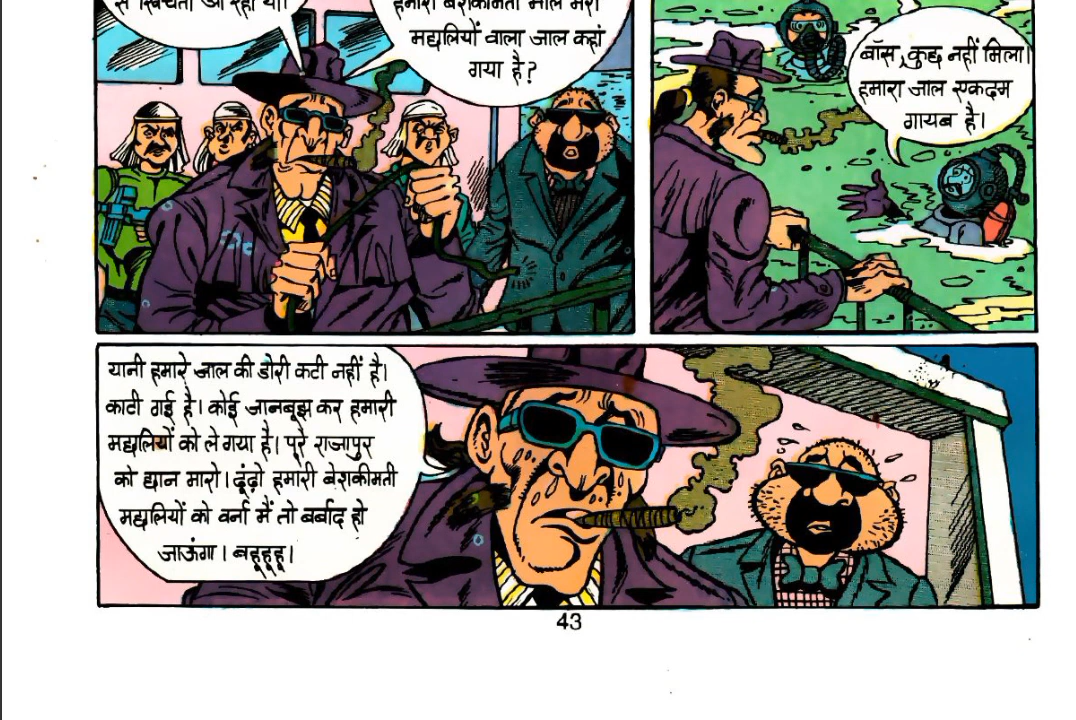 हमारी बेशकीमती माल भरी
मछलियों वाला जाल कहां
गया है?
बॉस, कुछ नहीं मिला।
हमारा जाल एकदम
गायब है।
यानी हमारे जाल की डोरी कटी नहीं है।
काटी गई है। कोई जानबूझ कर हमारी
मछलियों को ले गया है। पूरे राजापुर
को छान मारो। ढूंढ़ो हमारी बेशकीमती
मछलियों को वर्ना मैं तो बर्बाद हो
जाऊंगा। बहूहूहू।
43